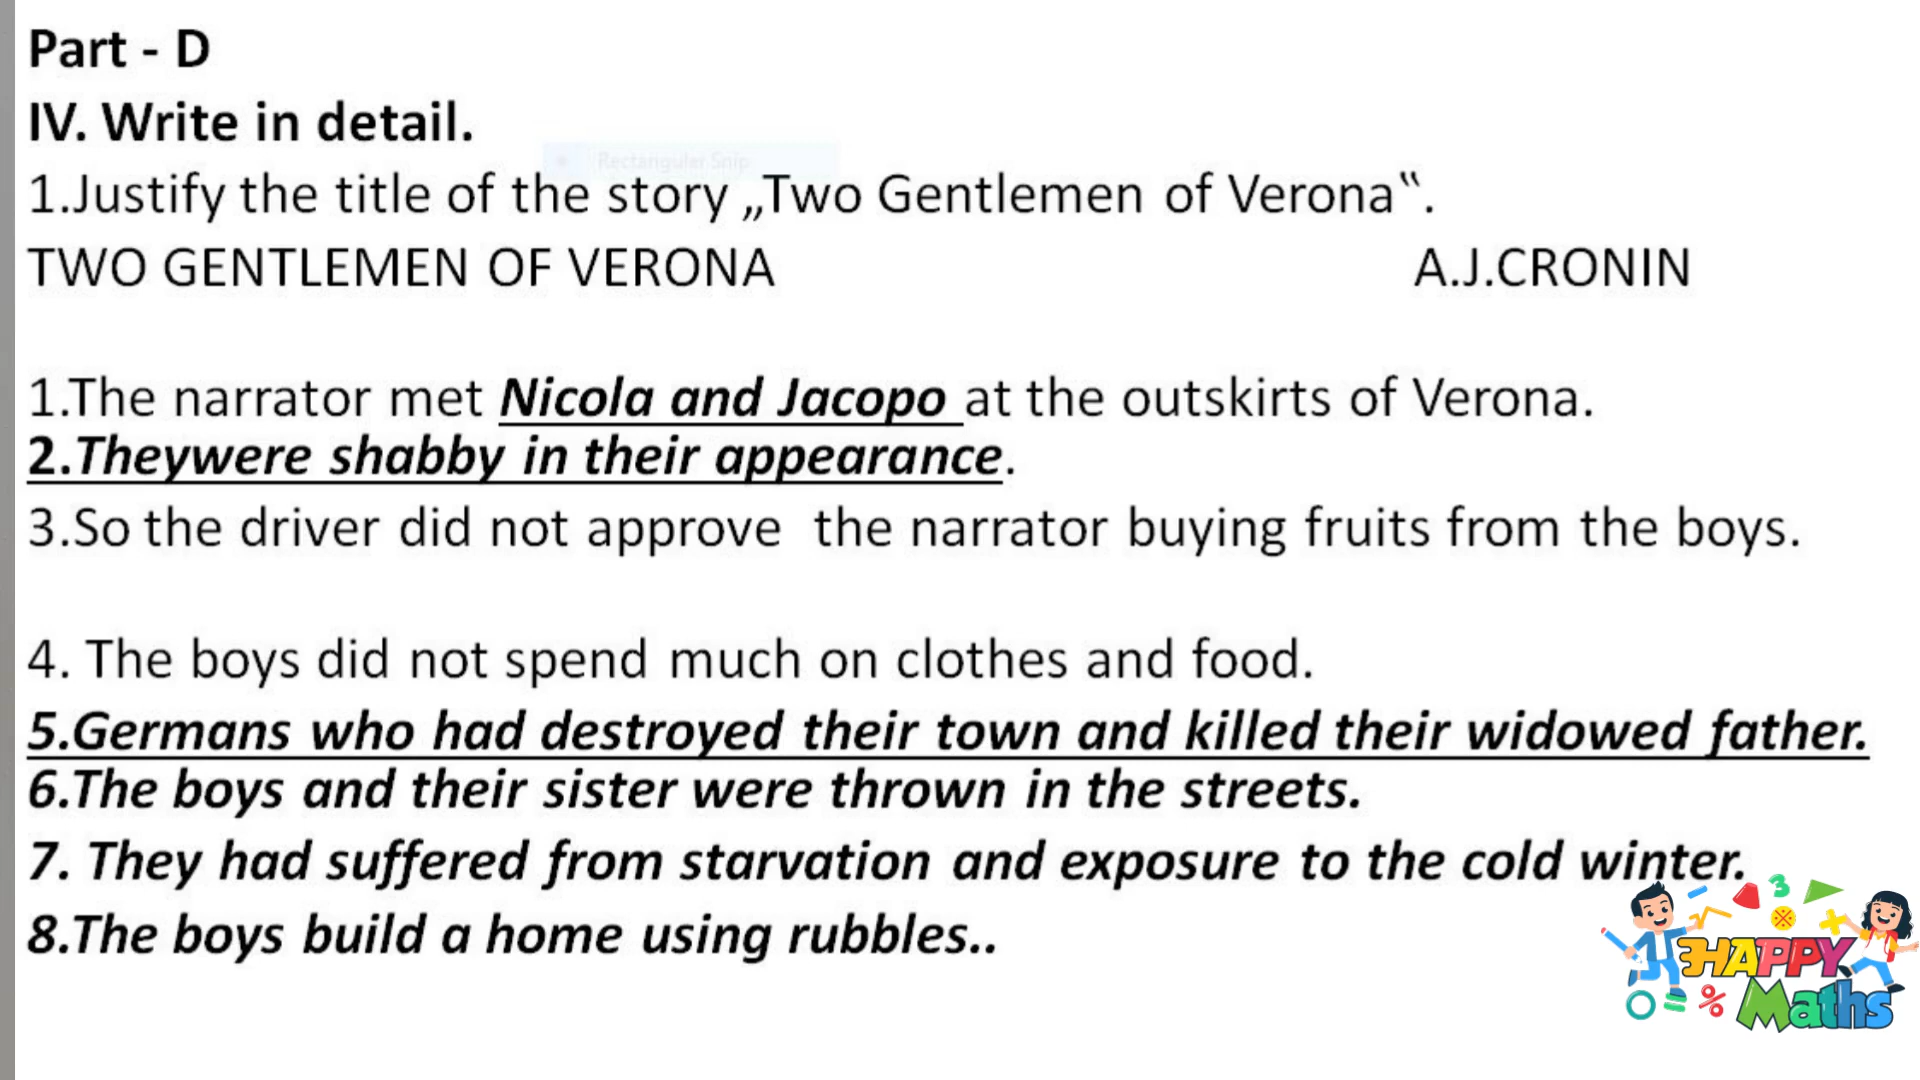 Part - D
IV. Write in detail.
Rectangular Snip
1.Justify the title of the story „Two Gentlemen of Verona‟.
TWO GENTLEMEN OF VERONA A.J.CRONIN
1.The narrator met Nicola and Jacopo at the outskirts of Verona.
2.Theywere shabby in their appearance.
3.So the driver did not approve the narrator buying fruits from the boys.
4. The boys did not spend much on clothes and food.
5.Germans who had destroyed their town and killed their widowed father.
6.The boys and their sister were thrown in the streets.
7. They had suffered from starvation and exposure to the cold winter.
8.The boys build a home using rubbles..
3
HAPPY
Maths